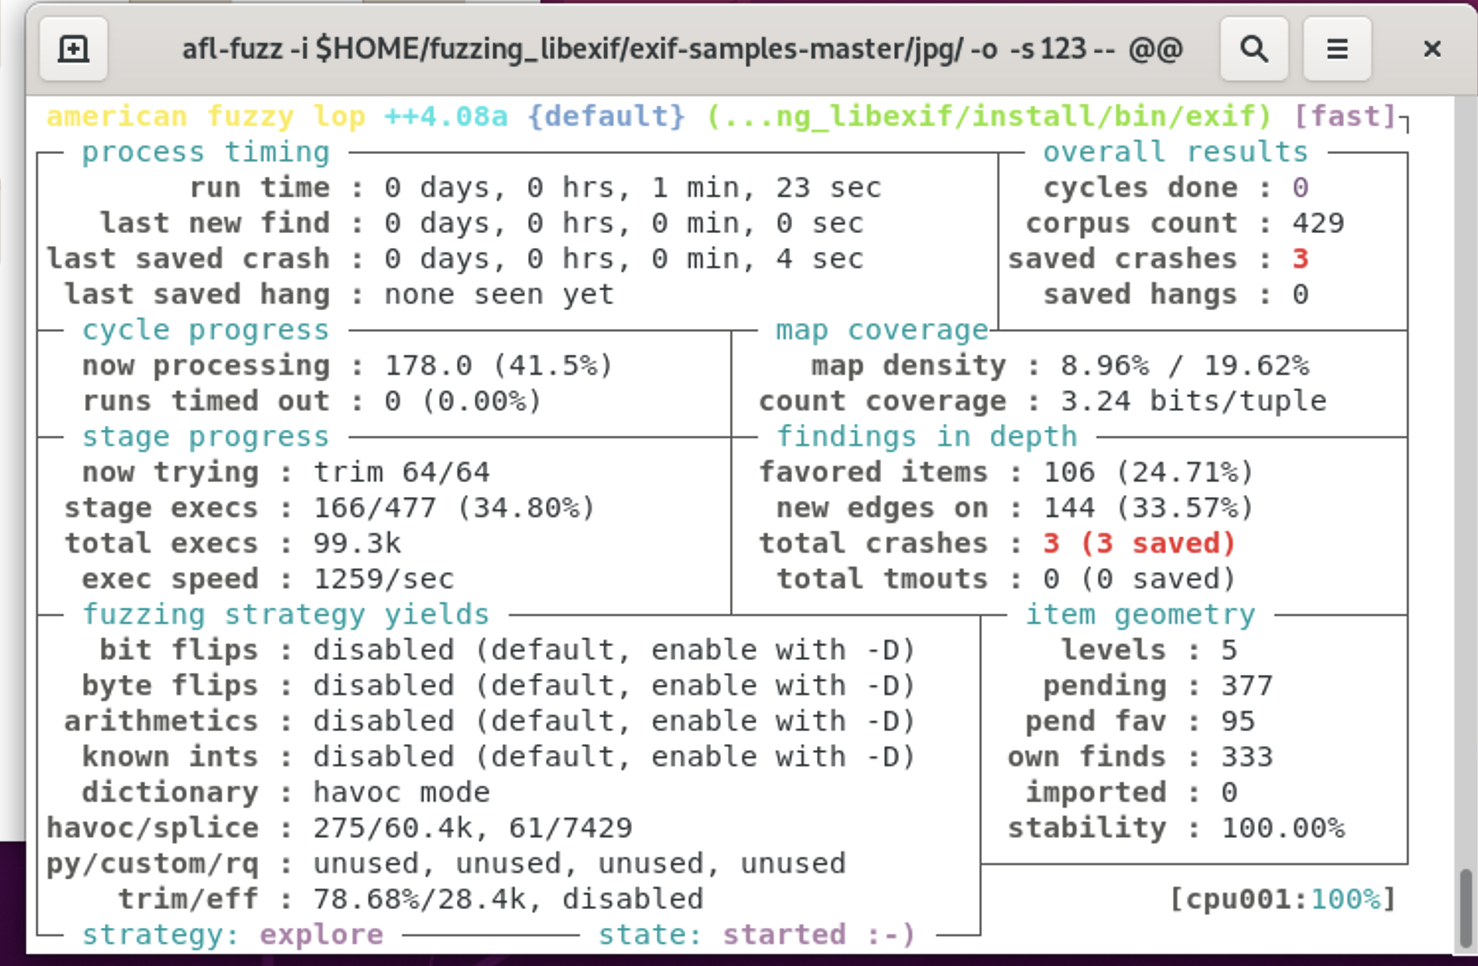 afl-fuzz -i $HOME/fuzzing_libexif/exif-samples-master/jpg/ -o  -s 123 --  @@
american fuzzy lop ++4.08a {default} (...ng_libexif/install/bin/exif) [fast]
process timing
overall results
run time : 0 days, 0 hrs, 1 min, 23 sec
cycles done : 0
last new find : 0 days, 0 hrs, 0 min, 0 sec
corpus count : 429
last saved crash : 0 days, 0 hrs, 0 min, 4 sec
saved crashes : 3
last saved hang : none seen yet
saved hangs : 0
cycle progress
map coverage
now processing : 178.0 (41.5%)
map density : 8.96% / 19.62%
runs timed out : 0 (0.00%)
count coverage : 3.24 bits/tuple
stage progress
findings in depth
now trying : trim 64/64
favored items : 106 (24.71%)
stage execs : 166/477 (34.80%)
new edges on : 144 (33.57%)
total execs : 99.3k
total crashes : 3 (3 saved)
exec speed : 1259/sec
total tmouts : 0 (0 saved)
fuzzing strategy yields
item geometry
bit flips : disabled (default, enable with -D)
levels : 5
byte flips : disabled (default, enable with -D)
pending : 377
arithmetics : disabled (default, enable with -D)
pend fav : 95
known ints : disabled (default, enable with -D)
own finds : 333
dictionary : havoc mode
imported : 0
havoc/splice : 275/60.4k, 61/7429
stability : 100.00%
py/custom/rq : unused, unused, unused, unused
trim/eff : 78.68%/28.4k, disabled
[cpu001:100%]
strategy: explore
state: started :-)